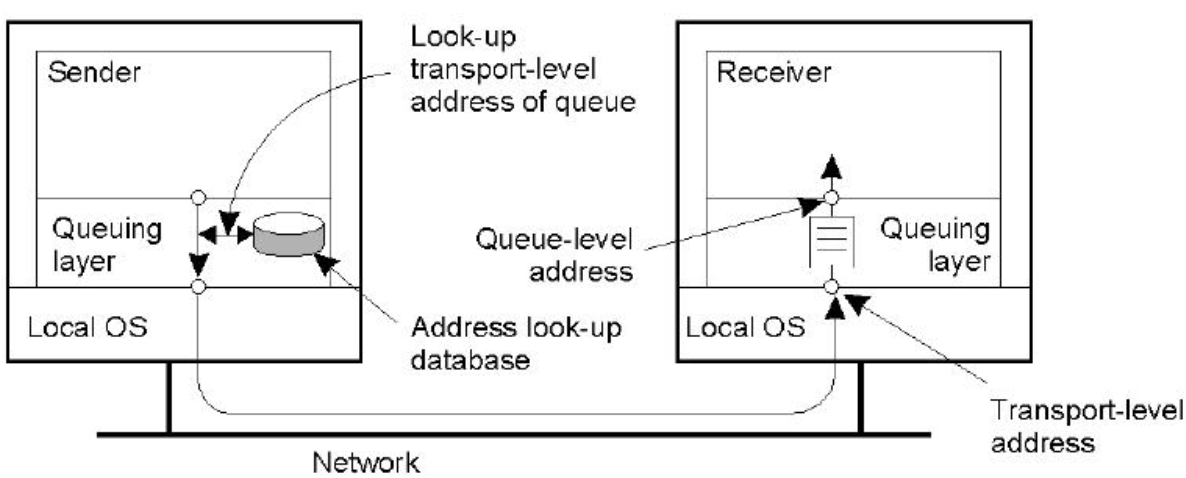 Sender
Look-up
transport-level
address of queue
Receiver
Queuing
layer
Queue-level
address
Queuing
layer
Local OS
Address look-up
database
Local OS
Transport-level
address
Network